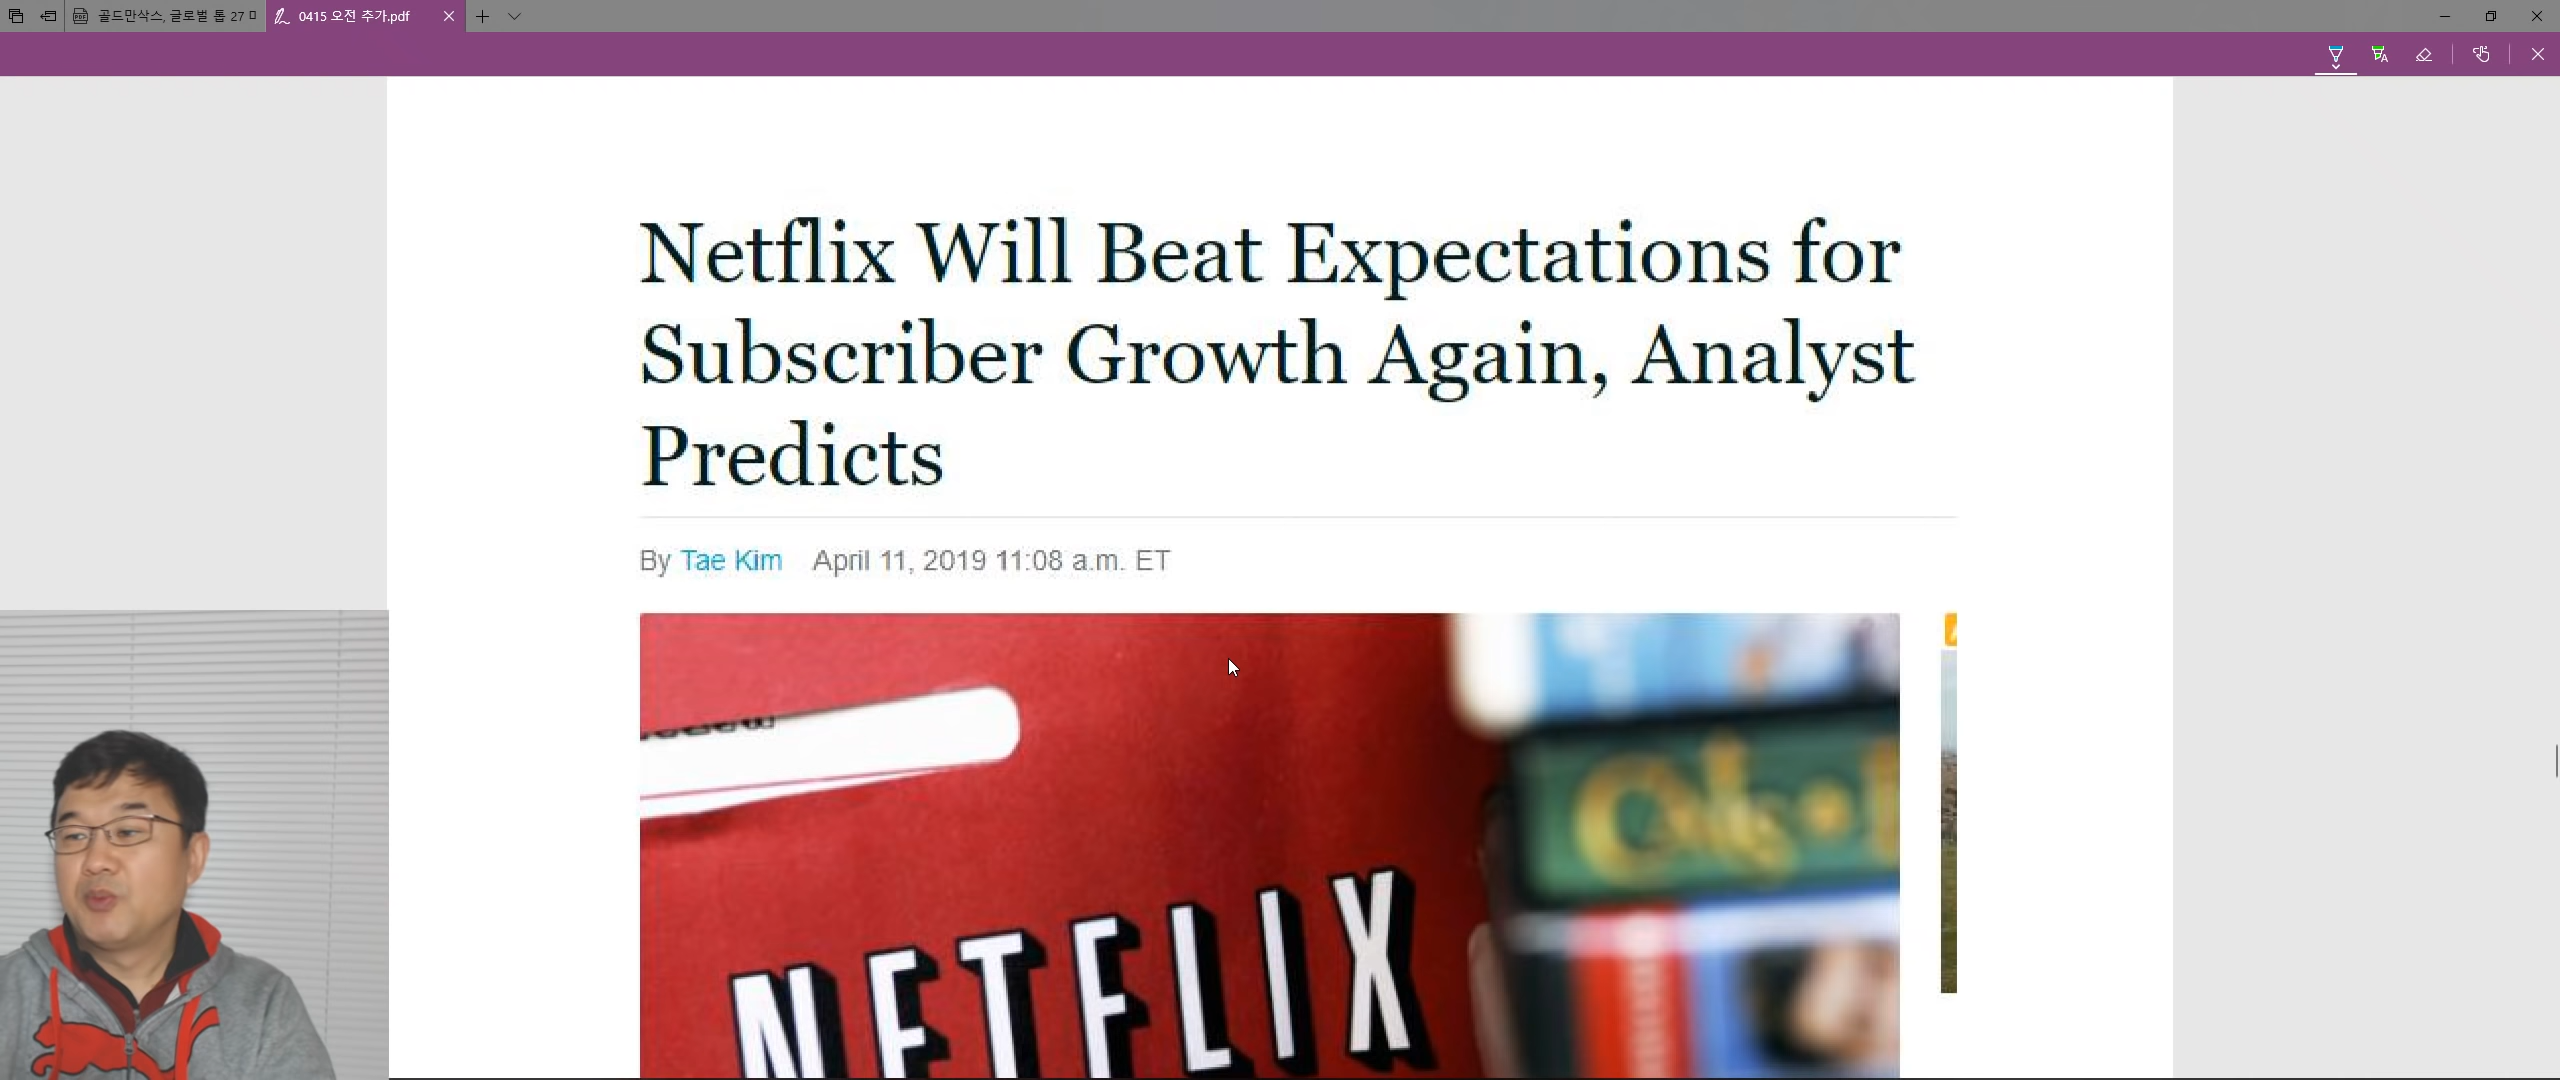 골드만삭스, 글로벌 톱 27
0415 오전 추가.pdf
Netflix Will Beat Expectations for
Subscriber Growth Again, Analyst
Predicts
By Tae Kim April 11, 2019 11:08 a.m. ET
NETFLIX